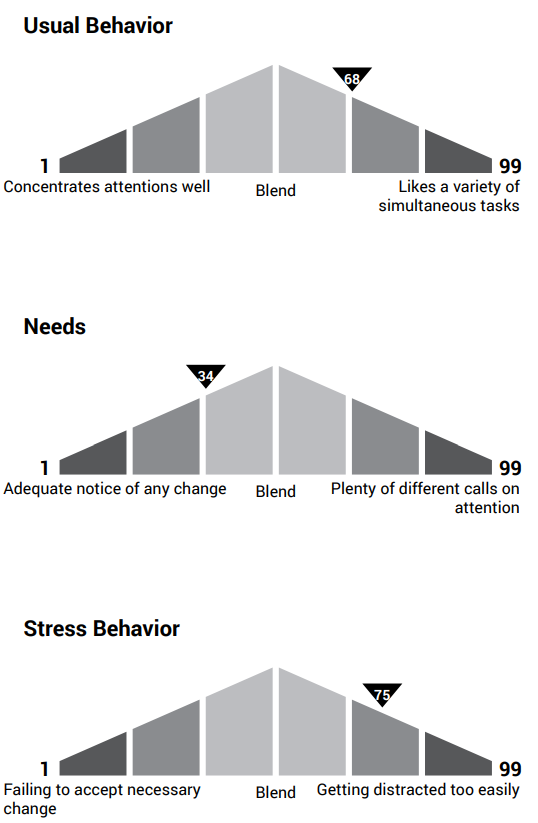 Usual Behavior
68
1
99
Concentrates attentions well
Blend
Likes a variety of
simultaneous tasks
Needs
34
1
99
Adequate notice of any change
Blend
Plenty of different calls on
attention
Stress Behavior
75
1
99
Failing to accept necessary
change
Blend
Getting distracted too easily